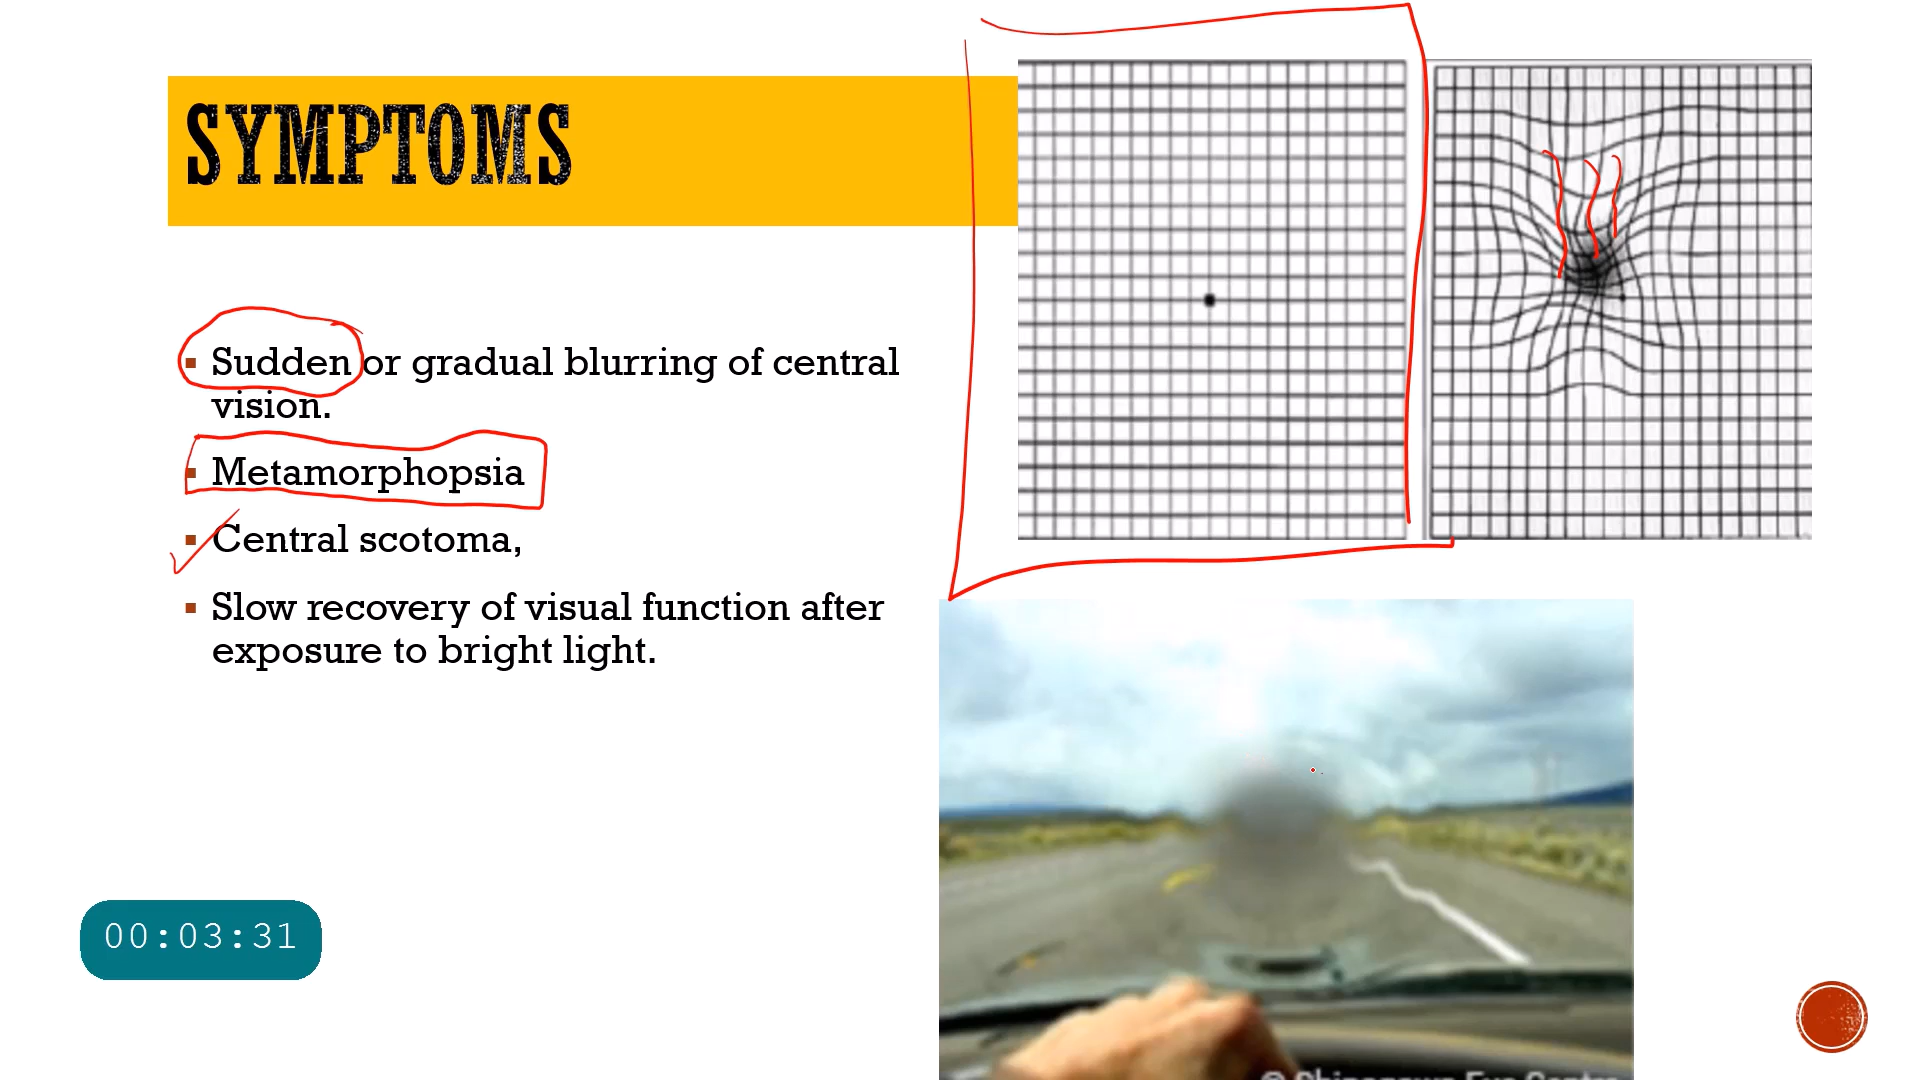 SYMPTOMS
▪ Sudden or gradual blurring of central
vision.
▪ Metamorphopsia
▪ Central scotoma,
▪ Slow recovery of visual function after
exposure to bright light.
00:03:31